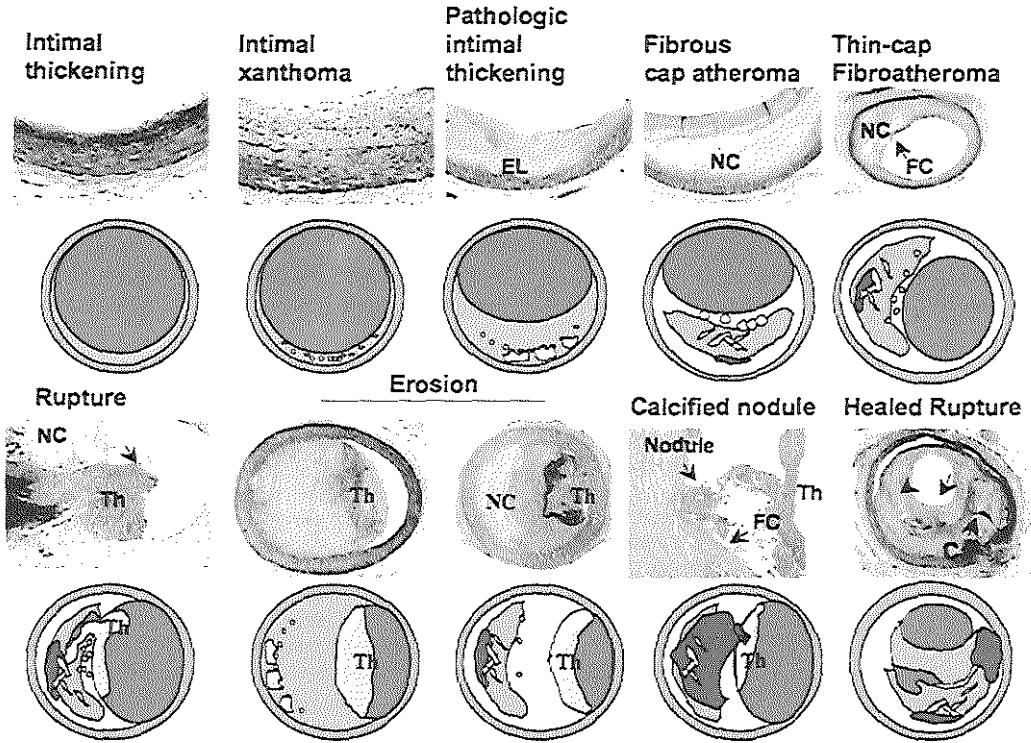 Intimal
thickening
Intimal
xanthoma
Pathologic
intimal
thickening
Fibrous
cap atheroma
Thin-cap
Fibroatheroma
EL
NC
NC
FC
Rupture
Erosion
Calcified nodule
Healed Rupture
NC
Th
Th
NC
Th
Nodule
FC
Th
Th
Th
Th
Th